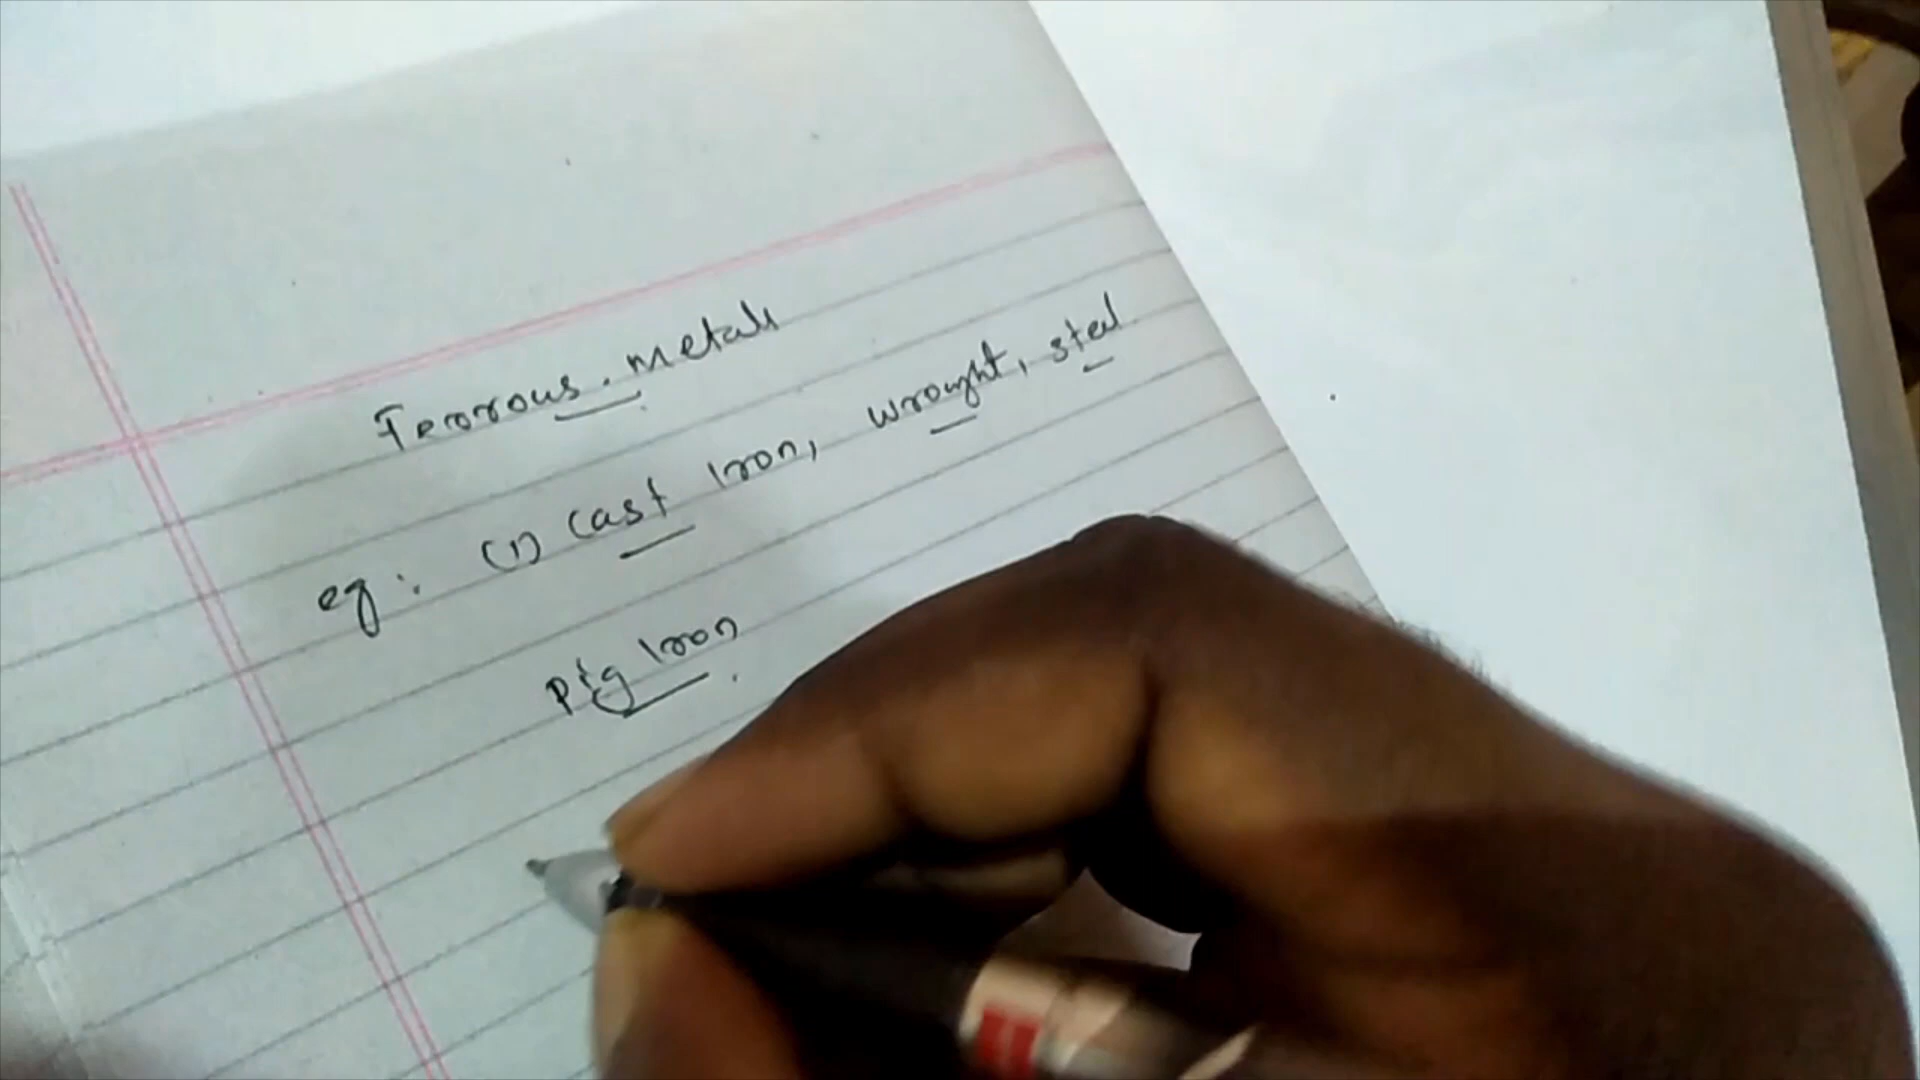 Ferrous. metals
eg: (1) Cast Iron, wrought, steel
Pig Iron